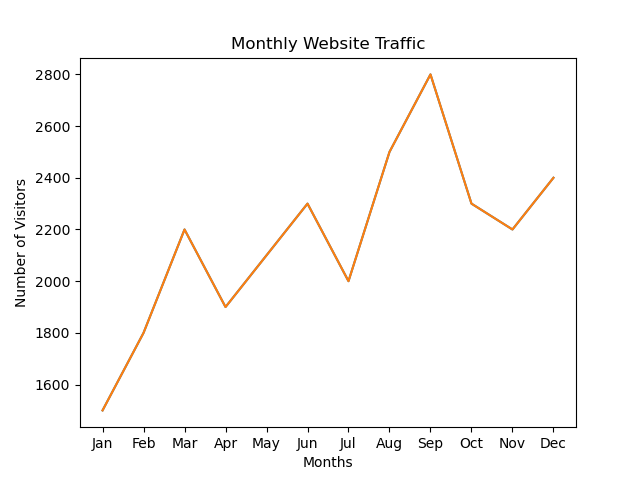 Monthly Website Traffic
2800
2600
2400
2200
2000
1800
1600
Number of Visitors
Jan Feb Mar Apr May Jun Jul Aug Sep Oct Nov Dec
Months